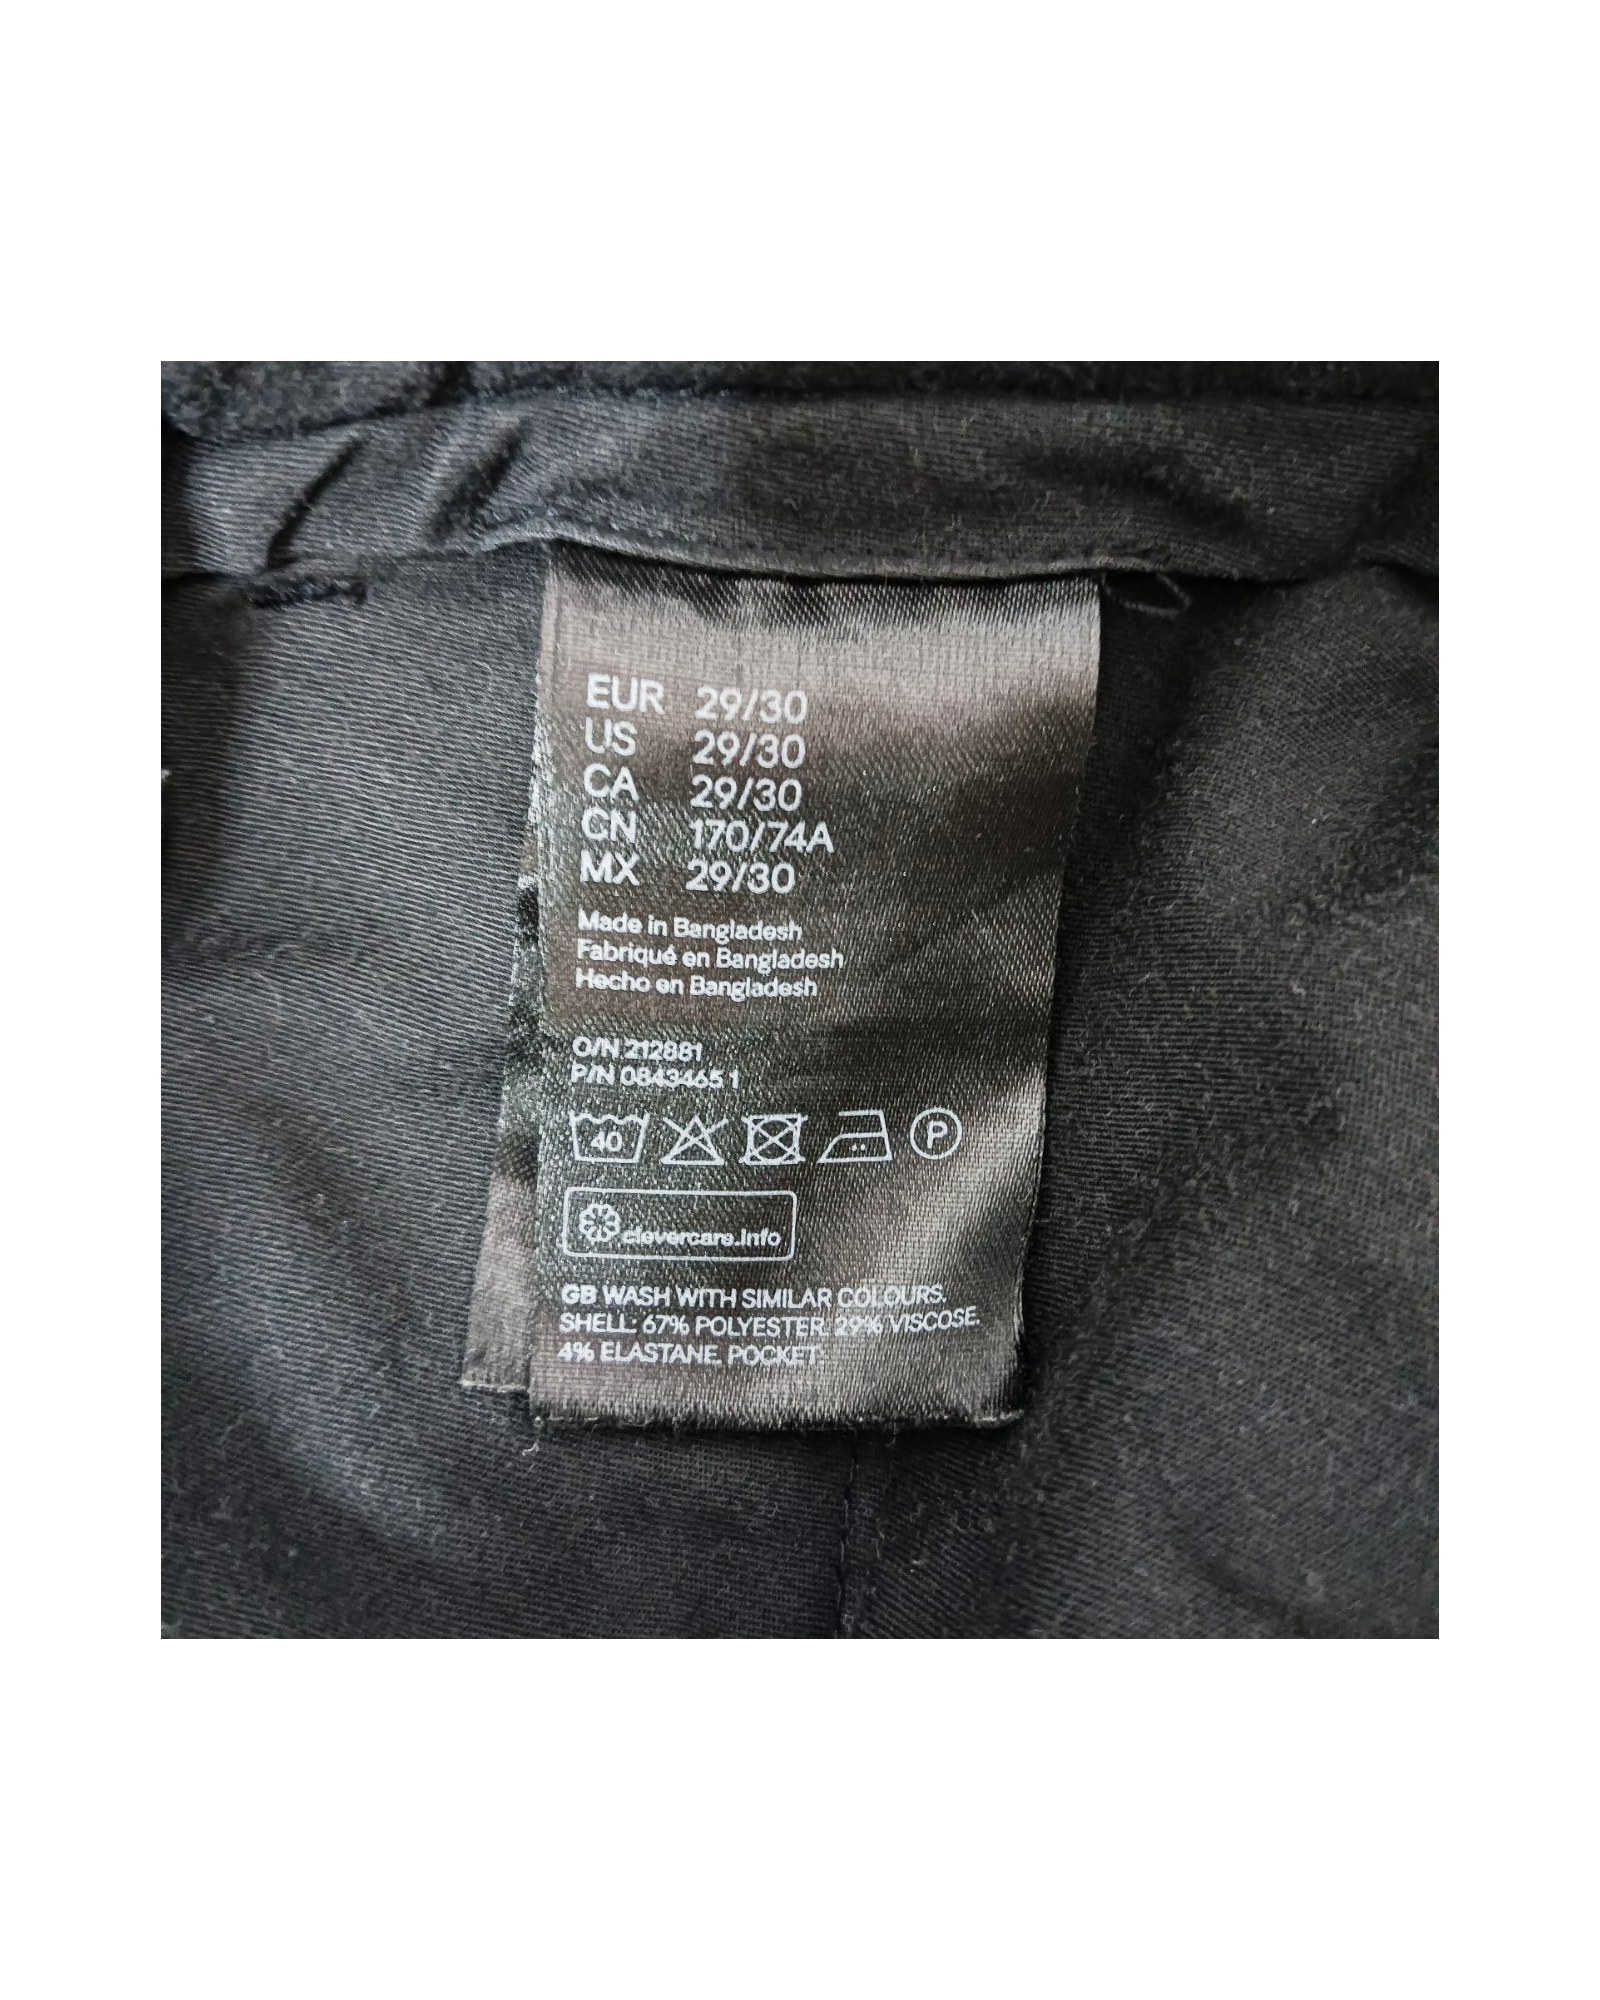 EUR 29/30
US 29/30
CA 29/30
CN 170/74A
MX 29/30
Made in Bangladesh
Fabriqué en Bangladesh
Hecho en Bangladesh
O/N 212881
P/N 0843465 1
40 P
clevercare.info
GB WASH WITH SIMILAR COLOURS.
SHELL: 67% POLYESTER. 29% VISCOSE.
4% ELASTANE. POCKET: